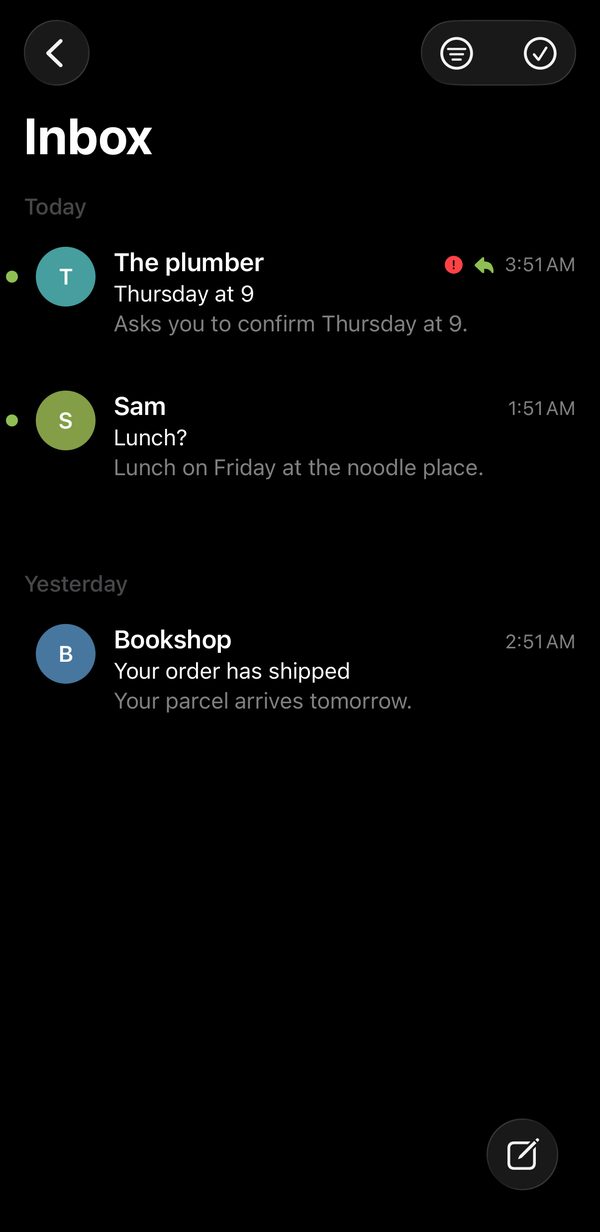 Inbox
Today
T
The plumber
3:51 AM
Thursday at 9
Asks you to confirm Thursday at 9.
S
Sam
1:51 AM
Lunch?
Lunch on Friday at the noodle place.
Yesterday
B
Bookshop
2:51 AM
Your order has shipped
Your parcel arrives tomorrow.